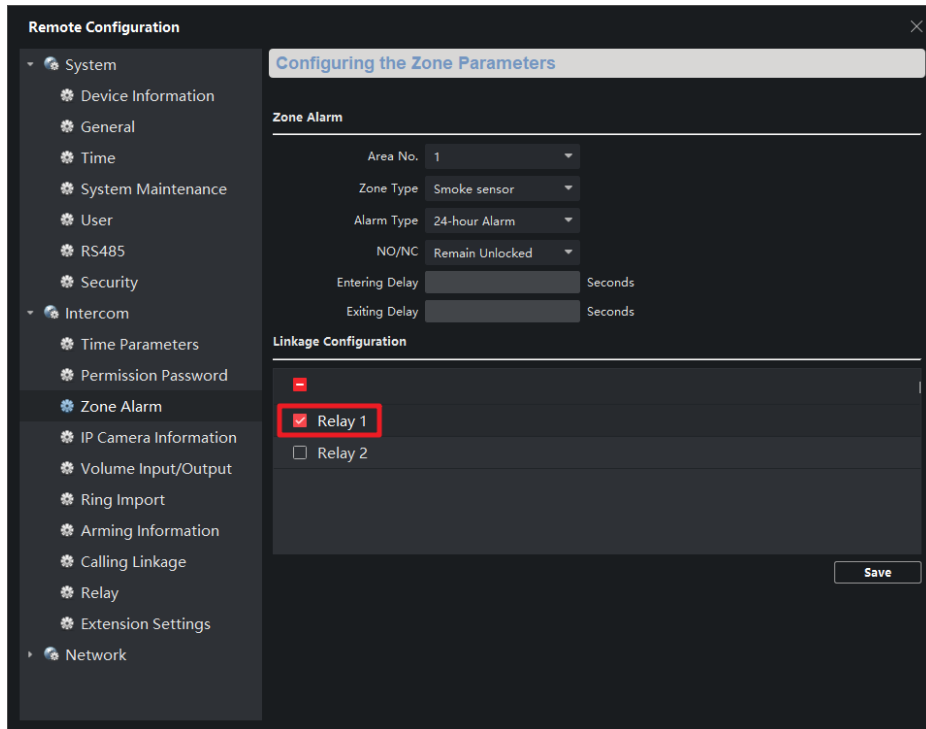 Remote Configuration
System
Device Information
General
Time
System Maintenance
User
RS485
Security
Intercom
Time Parameters
Permission Password
Zone Alarm
IP Camera Information
Volume Input/Output
Ring Import
Arming Information
Calling Linkage
Relay
Extension Settings
Network
Configuring the Zone Parameters
Zone Alarm
Area No. 1
Zone Type Smoke sensor
Alarm Type 24-hour Alarm
NO/NC Remain Unlocked
Entering Delay Seconds
Exiting Delay Seconds
Linkage Configuration
Relay 1
Relay 2
Save